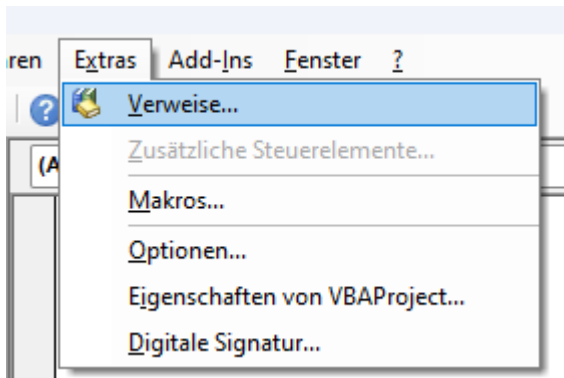 ren Extras Add-Ins Fenster ?
Verweise...
(A
Zusätzliche Steuerelemente...
Makros...
Optionen...
Eigenschaften von VBAProject...
Digitale Signatur...